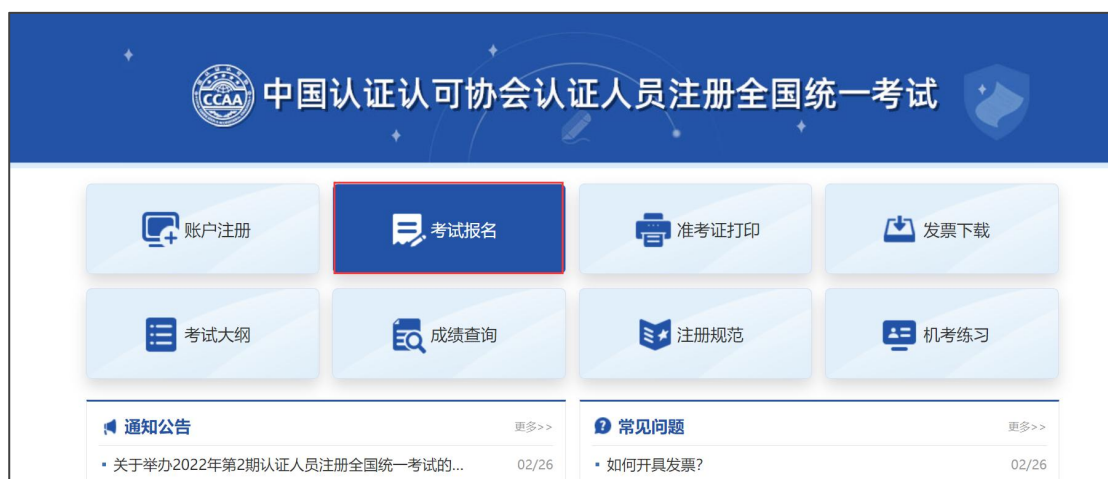 CCAA 中国认证认可协会认证人员注册全国统一考试
账户注册 考试报名 准考证打印 发票下载
考试大纲 成绩查询 注册规范 机考练习
通知公告 更多>> 常见问题 更多>>
关于举办2022年第2期认证人员注册全国统一考试的... 02/26 如何开具发票? 02/26